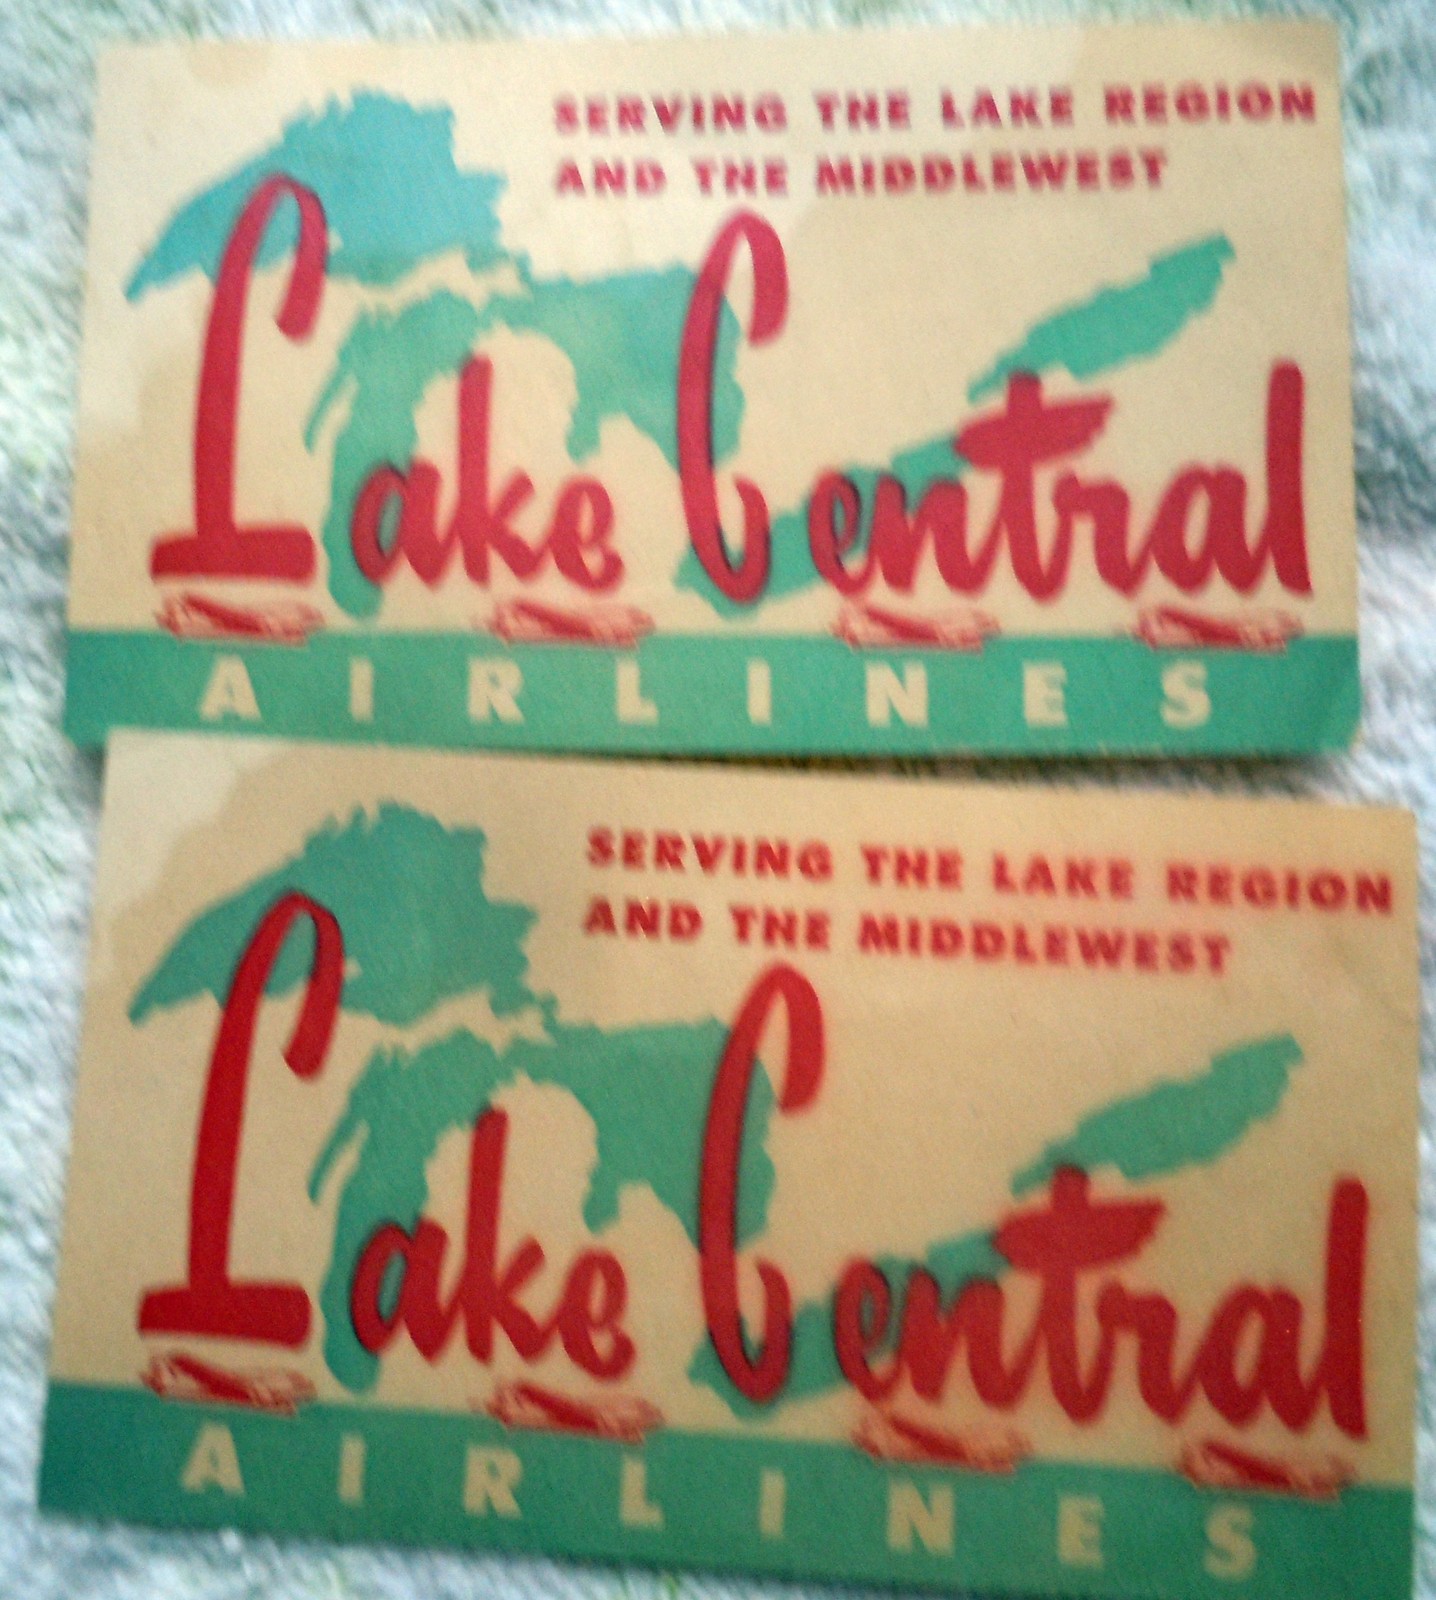 SERVING THE LAKE REGION
AND THE MIDDLEWEST
Lake Central
AIRLINES
SERVING THE LAKE REGION
AND THE MIDDLEWEST
Lake Central
AIRLINES